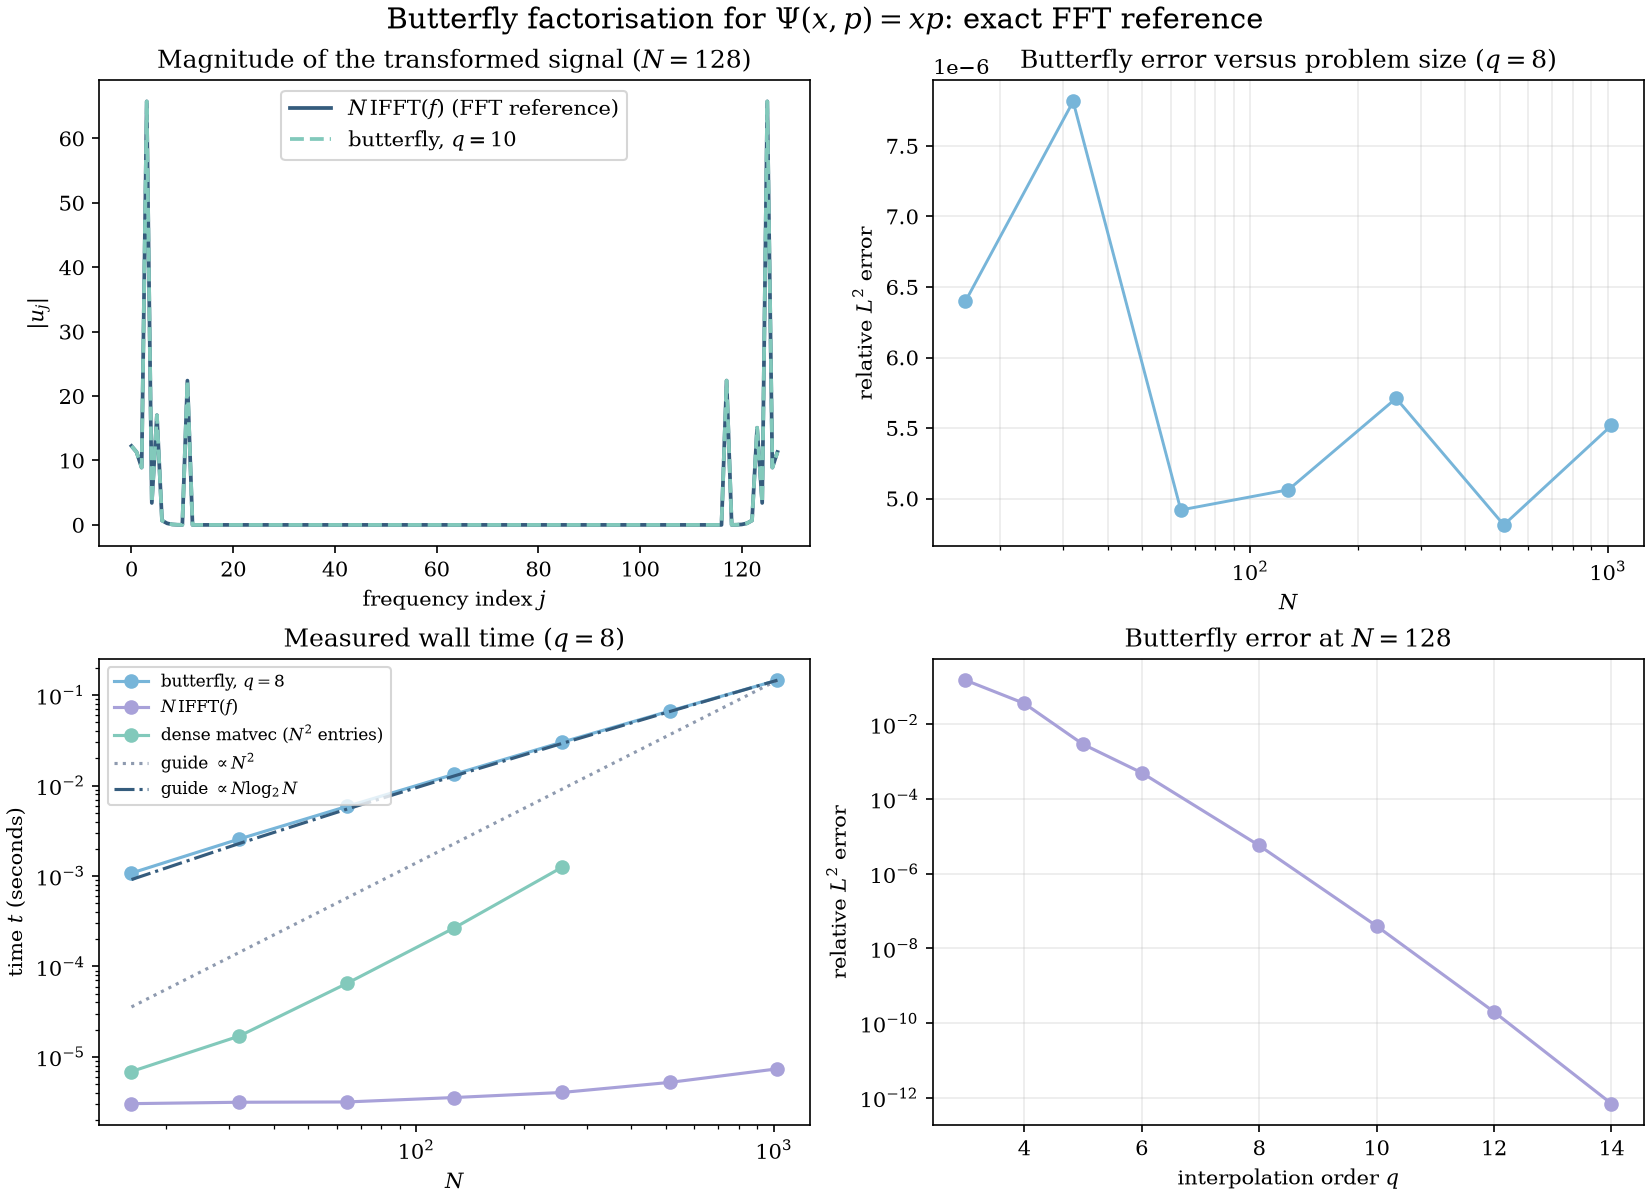 Butterfly factorisation for Ψ(x, p) = xp: exact FFT reference
Magnitude of the transformed signal (N = 128)
N IFFT(f) (FFT reference)
butterfly, q = 10
|u_j|
60
50
40
30
20
10
0
0 20 40 60 80 100 120
frequency index j
Butterfly error versus problem size (q = 8)
1e−6
relative L² error
7.5
7.0
6.5
6.0
5.5
5.0
10² 10³
N
Measured wall time (q = 8)
butterfly, q = 8
N IFFT(f)
dense matvec (N² entries)
guide ∝ N²
guide ∝ N log₂ N
time t (seconds)
10⁻¹
10⁻²
10⁻³
10⁻⁴
10⁻⁵
10² 10³
N
Butterfly error at N = 128
relative L² error
10⁻²
10⁻⁴
10⁻⁶
10⁻⁸
10⁻¹⁰
10⁻¹²
4 6 8 10 12 14
interpolation order q